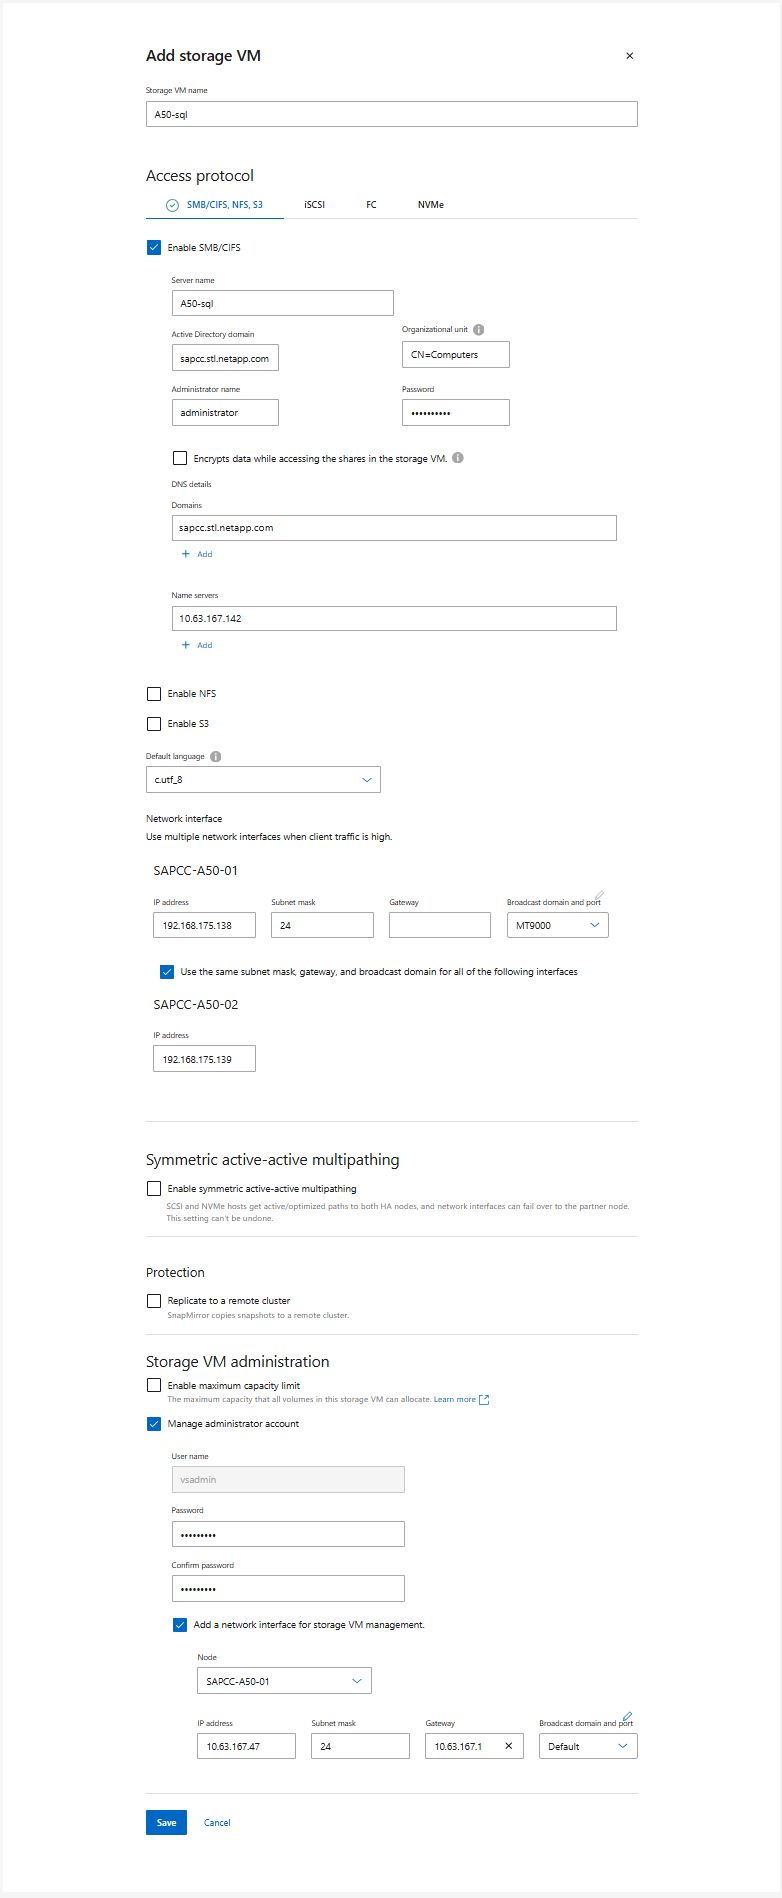 Add storage VM
Storage VM name
A50-sql
Access protocol
SMB/CIFS, NFS, S3 iSCSI FC NVMe
Enable SMB/CIFS
Server name
A50-sql
Active Directory domain Organizational unit
sapcc.stl.netapp.com CN=Computers
Administrator name Password
administrator ••••••••••
Encrypts data while accessing the shares in the storage VM.
DNS details
Domains
sapcc.stl.netapp.com
+ Add
Name servers
10.63.167.142
+ Add
Enable NFS
Enable S3
Default language
c.utf_8
Network interface
Use multiple network interfaces when client traffic is high.
SAPCC-A50-01
IP address Subnet mask Gateway Broadcast domain and port
192.168.175.138 24 MT9000
Use the same subnet mask, gateway, and broadcast domain for all of the following interfaces
SAPCC-A50-02
IP address
192.168.175.139
Symmetric active-active multipathing
Enable symmetric active-active multipathing
SCSI and NVMe hosts get active/optimized paths to both HA nodes, and network interfaces can fail over to the partner node.
This setting can't be undone.
Protection
Replicate to a remote cluster
SnapMirror copies snapshots to a remote cluster.
Storage VM administration
Enable maximum capacity limit
The maximum capacity that all volumes in this storage VM can allocate. Learn more
Manage administrator account
User name
vsadmin
Password
•••••••••
Confirm password
•••••••••
Add a network interface for storage VM management.
Node
SAPCC-A50-01
IP address Subnet mask Gateway Broadcast domain and port
10.63.167.47 24 10.63.167.1 Default
Save Cancel